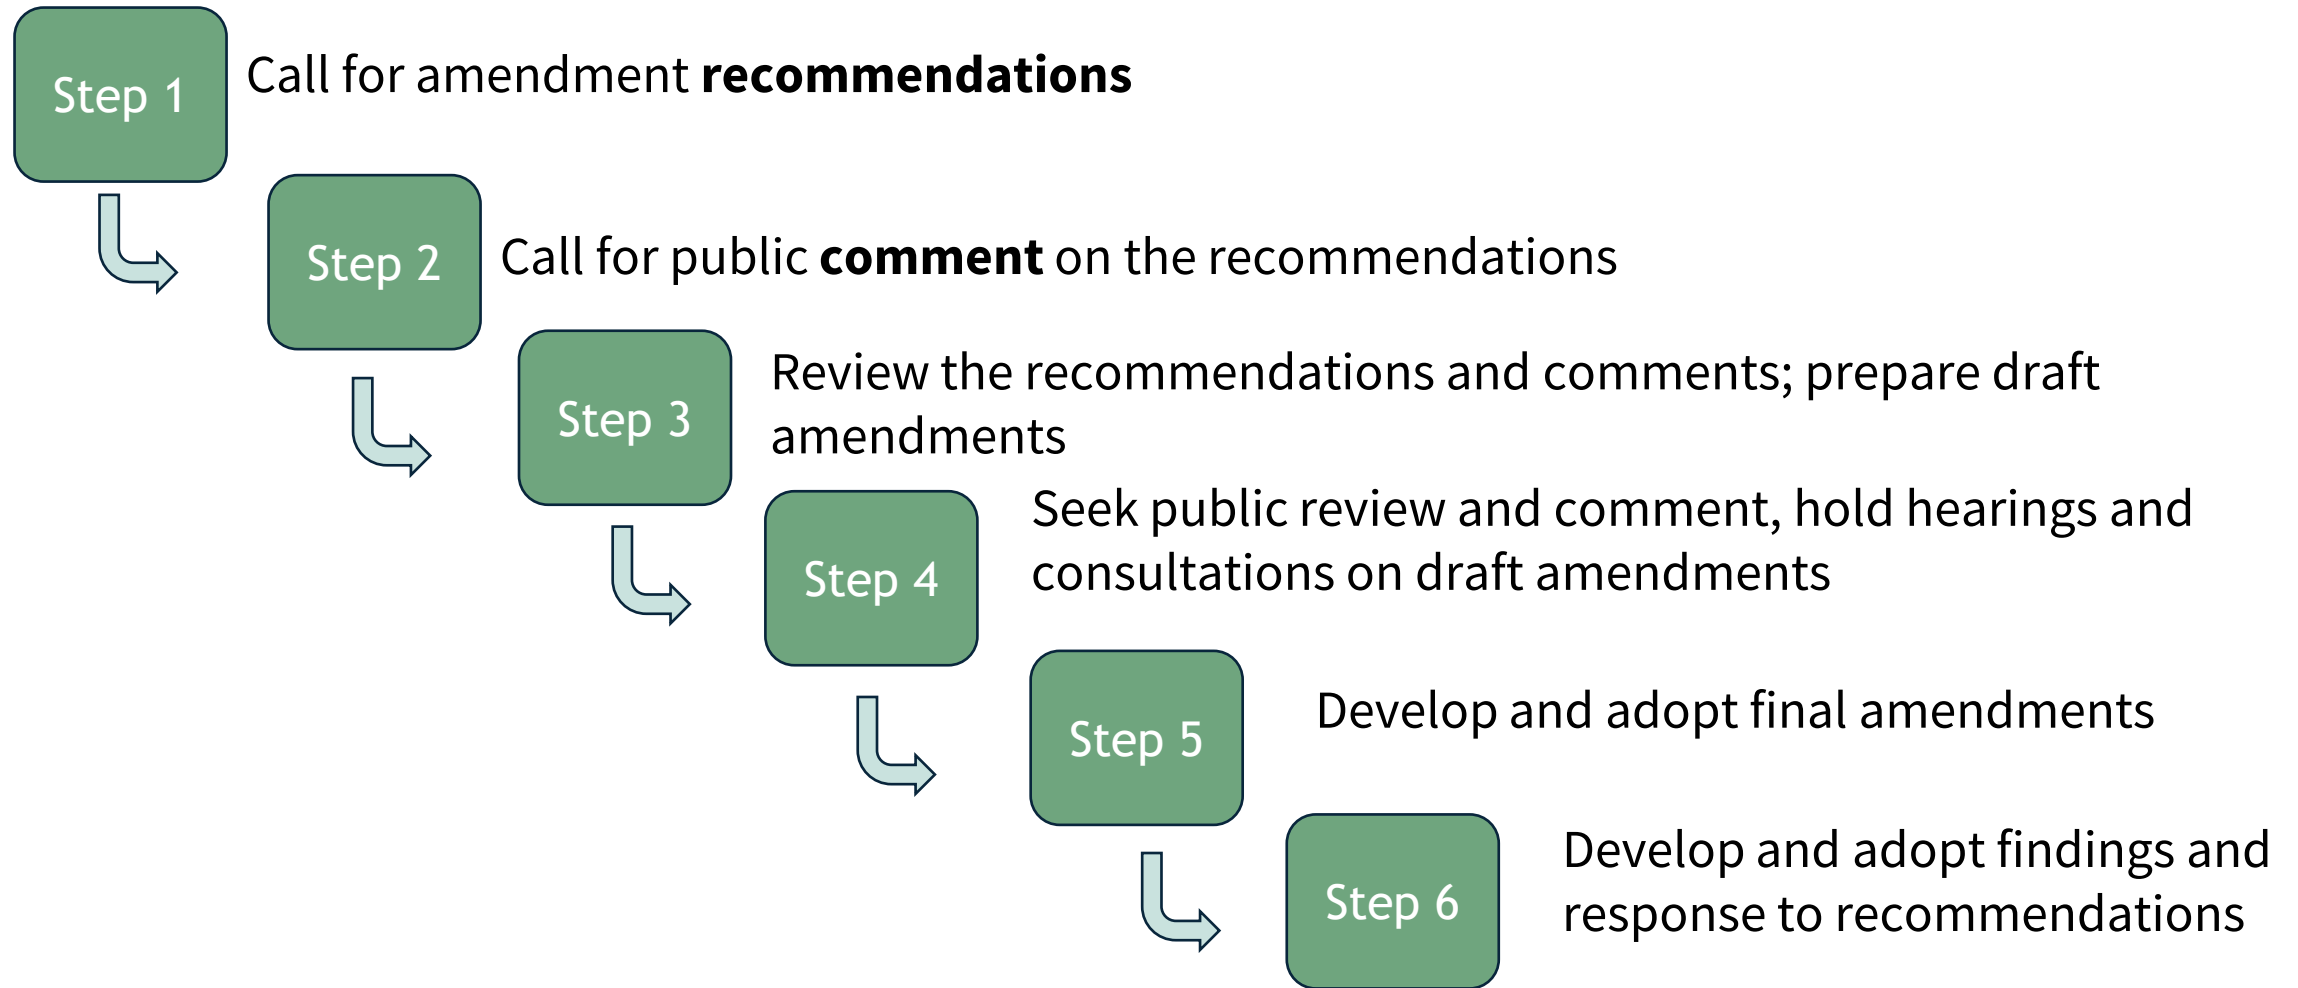 Step 1
Call for amendment recommendations
Step 2
Call for public comment on the recommendations
Step 3
Review the recommendations and comments; prepare draft
amendments
Step 4
Seek public review and comment, hold hearings and
consultations on draft amendments
Step 5
Develop and adopt final amendments
Step 6
Develop and adopt findings and
response to recommendations